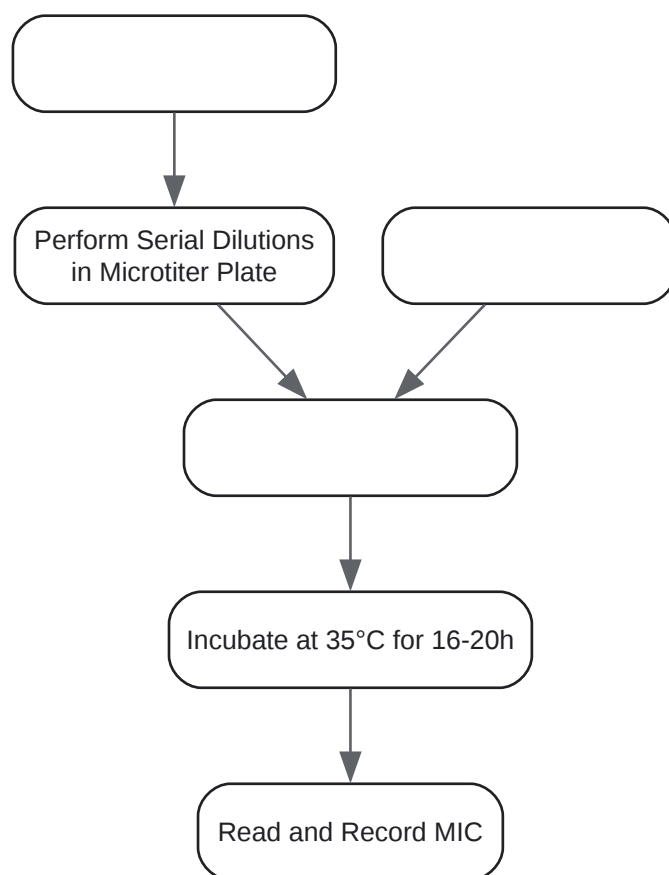 Perform Serial Dilutions
in Microtiter Plate
Incubate at 35°C for 16-20h
Read and Record MIC